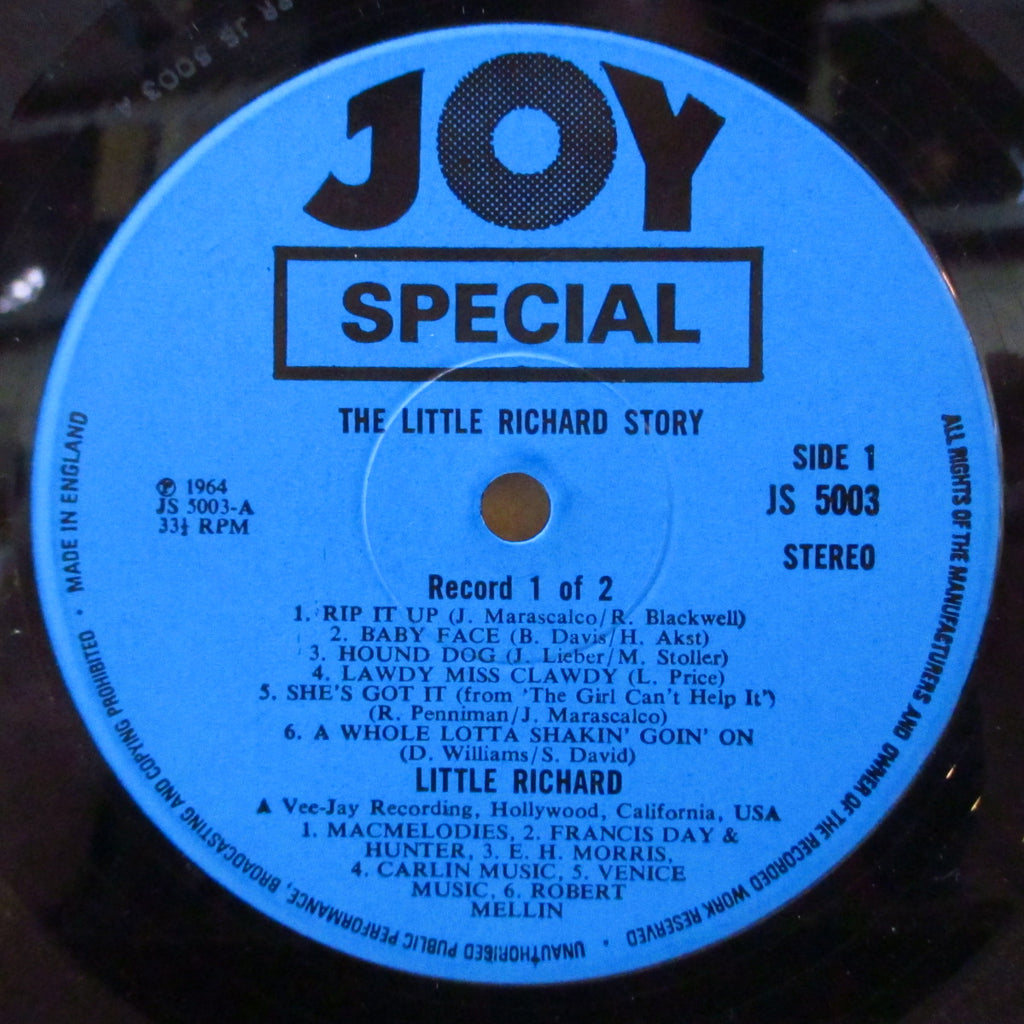 JOY
SPECIAL
THE LITTLE RICHARD STORY
SIDE 1
JS 5003
STEREO
℗ 1964
JS 5003-A
33⅓ RPM
Record 1 of 2
1. RIP IT UP (J. Marascalco/R. Blackwell)
2. BABY FACE (B. Davis/H. Akst)
3. HOUND DOG (J. Lieber/M. Stoller)
4. LAWDY MISS CLAWDY (L. Price)
5. SHE'S GOT IT (from 'The Girl Can't Help It')
(R. Penniman/J. Marascalco)
6. A WHOLE LOTTA SHAKIN' GOIN' ON
(D. Williams/S. David)
LITTLE RICHARD
A Vee-Jay Recording, Hollywood, California, USA
1. MACMELODIES, 2. FRANCIS DAY &
HUNTER, 3. E. H. MORRIS,
4. CARLIN MUSIC, 5. VENICE
MUSIC, 6. ROBERT
MELLIN
ALL RIGHTS OF THE MANUFACTURERS AND OWNER OF THE RECORDED WORK RESERVED • UNAUTHORISED PUBLIC PERFORMANCE, BROADCASTING AND COPYING PROHIBITED • MADE IN ENGLAND
JS 5003 A